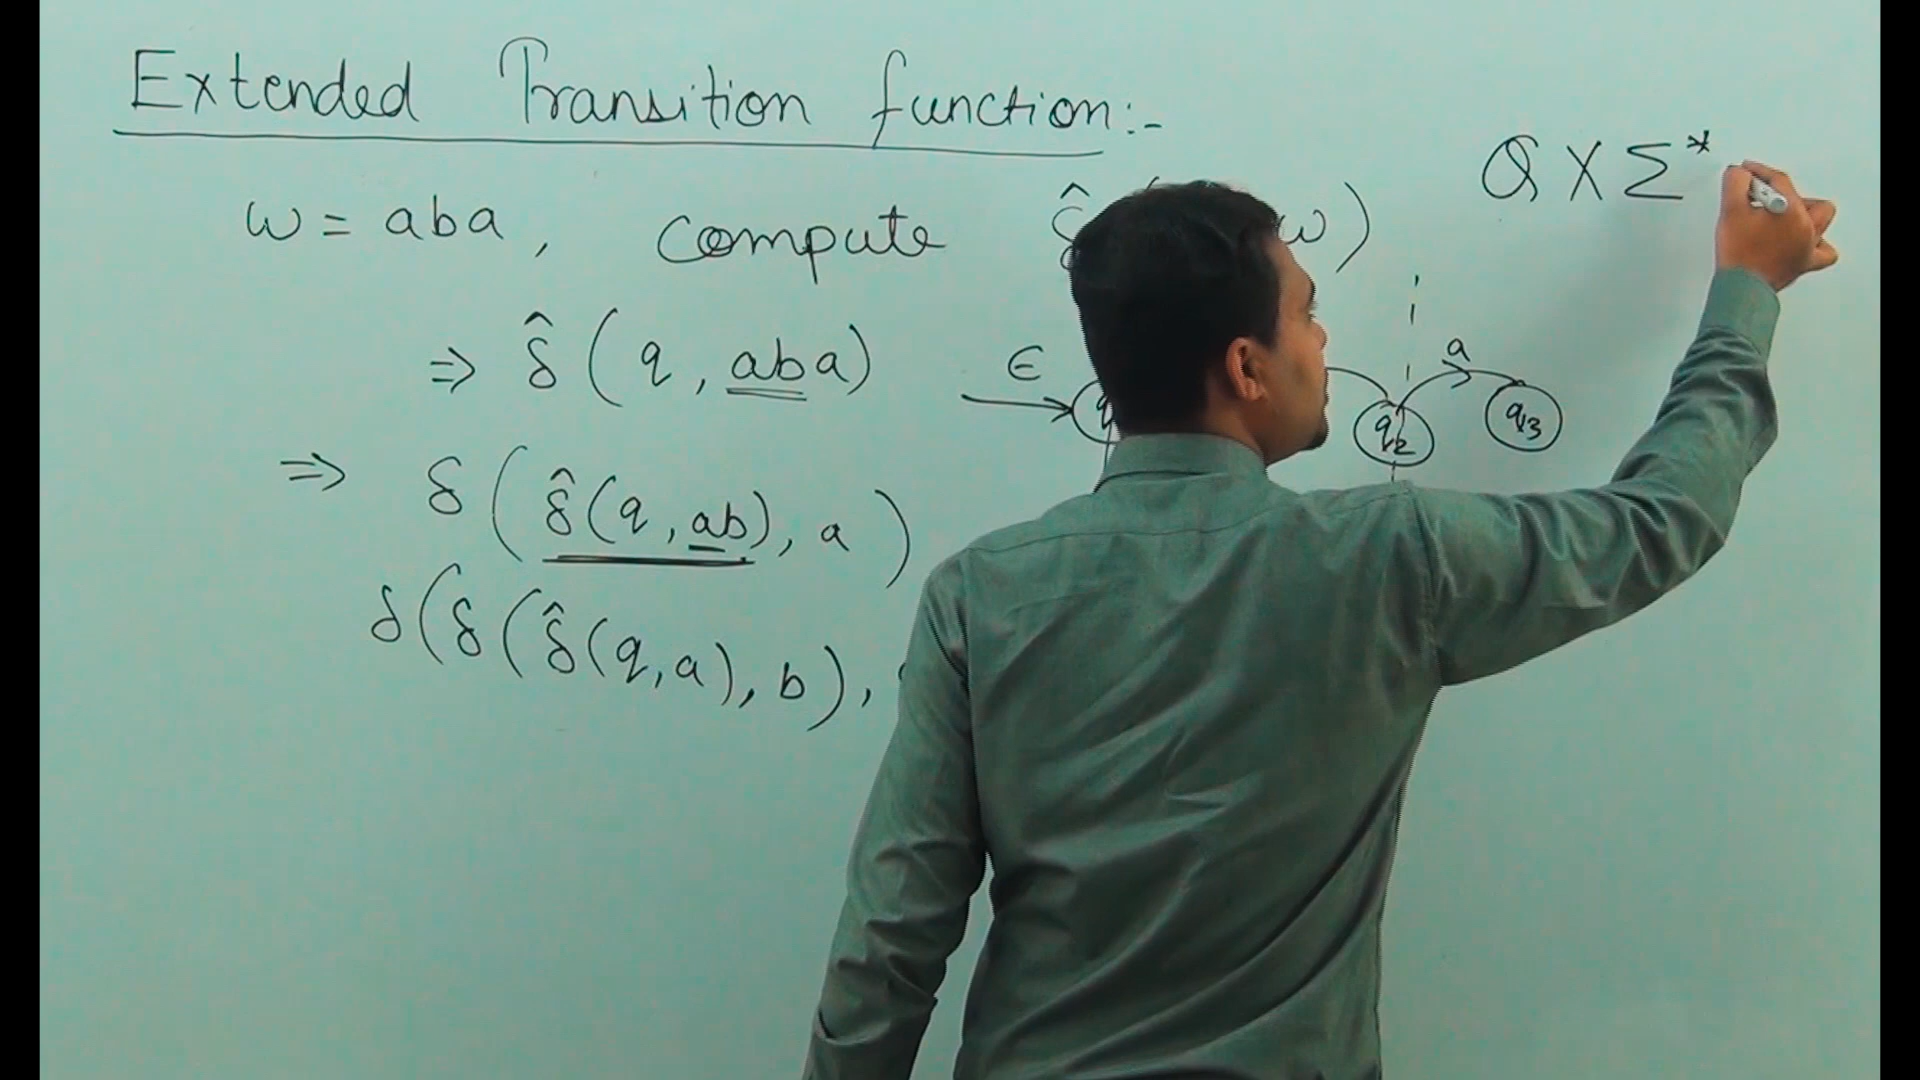 Extended Transition function:-
Q X Σ*
ω = aba, compute δ̂ ( ω )
⇒ δ̂ ( q , aba )
ϵ a
q q2 q3
⇒ δ ( δ̂ ( q , ab ) , a )
δ ( δ ( δ̂ ( q, a ) , b ) ,